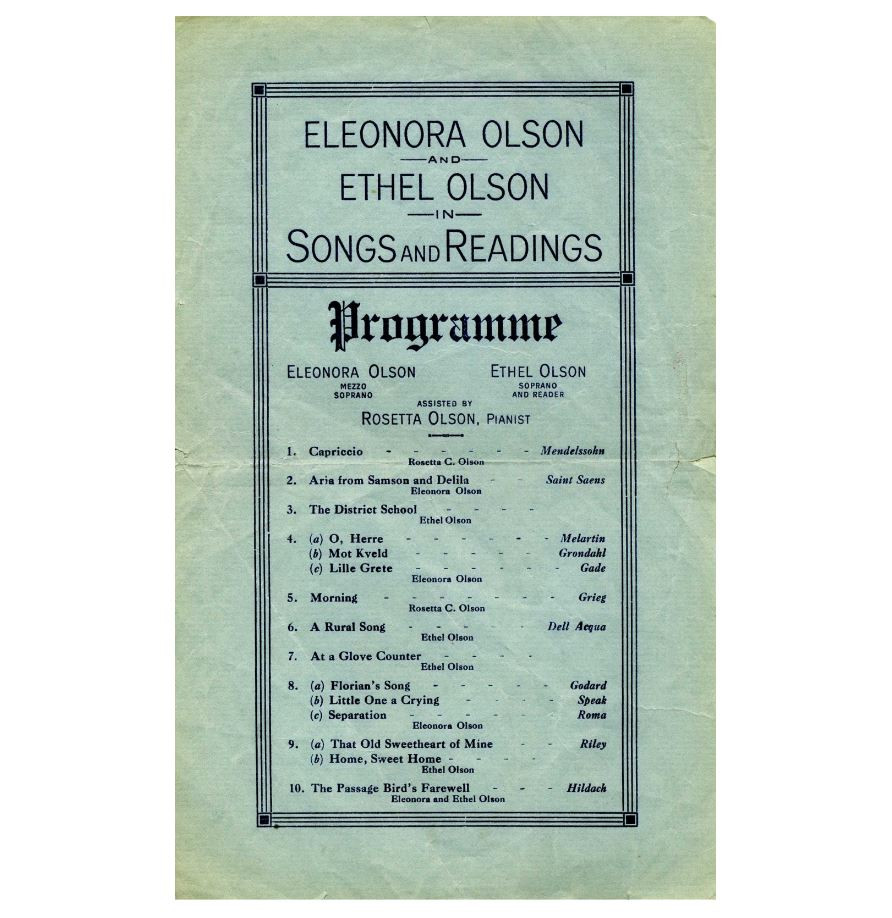 ELEONORA OLSON
AND
ETHEL OLSON
IN
SONGS AND READINGS
Programme
ELEONORA OLSON ETHEL OLSON
MEZZO SOPRANO
SOPRANO AND READER
ASSISTED BY
ROSETTA OLSON, PIANIST
1. Capriccio - - - - - - Mendelssohn
Rosetta C. Olson
2. Aria from Samson and Delila - - Saint Saens
Eleonora Olson
3. The District School - - - -
Ethel Olson
4. (a) O, Herre - - - - - - Melartin
(b) Mot Kveld - - - - - Grondahl
(c) Lille Grete - - - - - - Gade
Eleonora Olson
5. Morning - - - - - - - Grieg
Rosetta C. Olson
6. A Rural Song - - - - Dell Acqua
Ethel Olson
7. At a Glove Counter - - - -
Ethel Olson
8. (a) Florian's Song - - - - Godard
(b) Little One a Crying - - - - Speak
(c) Separation - - - - - Roma
Eleonora Olson
9. (a) That Old Sweetheart of Mine - - Riley
(b) Home, Sweet Home - - - -
Ethel Olson
10. The Passage Bird's Farewell - - - Hildach
Eleonora and Ethel Olson